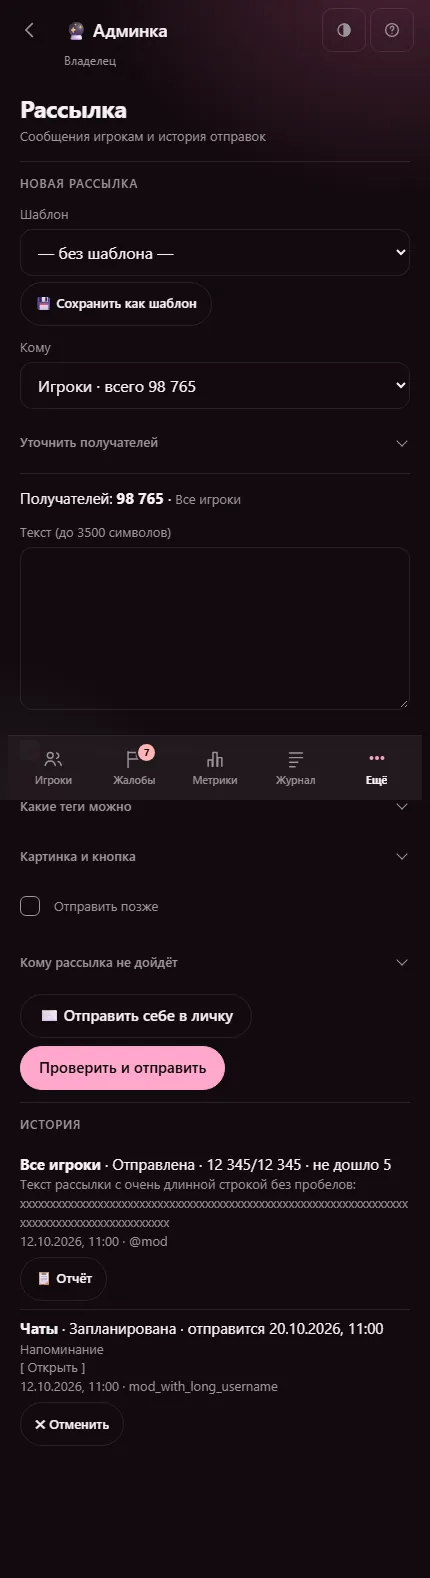 Админка
Владелец
Рассылка
Сообщения игрокам и история отправок
НОВАЯ РАССЫЛКА
Шаблон
— без шаблона —
Сохранить как шаблон
Кому
Игроки · всего 98 765
Уточнить получателей
Получателей: 98 765 · Все игроки
Текст (до 3500 символов)
Игроки
Жалобы 7
Метрики
Журнал
Ещё
Какие теги можно
Картинка и кнопка
Отправить позже
Кому рассылка не дойдёт
Отправить себе в личку
Проверить и отправить
ИСТОРИЯ
Все игроки · Отправлена · 12 345/12 345 · не дошло 5
Текст рассылки с очень длинной строкой без пробелов:
12.10.2026, 11:00 · @mod
Отчёт
Чаты · Запланирована · отправится 20.10.2026, 11:00
Напоминание
[ Открыть ]
12.10.2026, 11:00 · mod_with_long_username
✕ Отменить